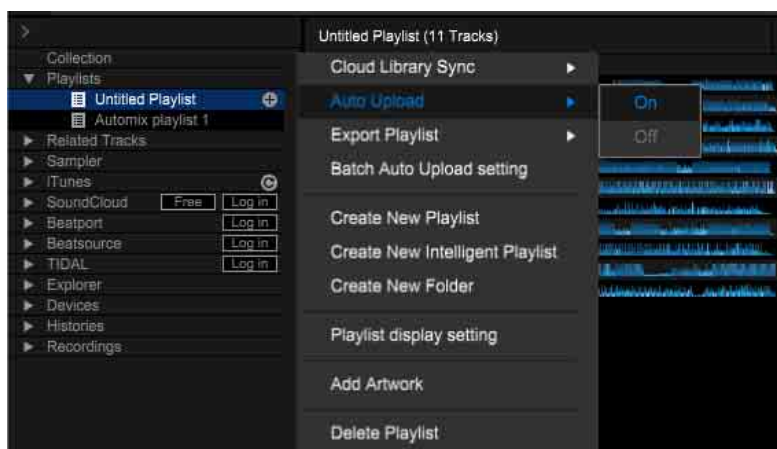 Collection
Playlists
Untitled Playlist
Automix playlist 1
Related Tracks
Sampler
iTunes
SoundCloud Free Log in
Beatport Log in
Beatsource Log in
TIDAL Log in
Explorer
Devices
Histories
Recordings
Untitled Playlist (11 Tracks)
Cloud Library Sync
Auto Upload
Export Playlist
Batch Auto Upload setting
Create New Playlist
Create New Intelligent Playlist
Create New Folder
Playlist display setting
Add Artwork
Delete Playlist
On
Off